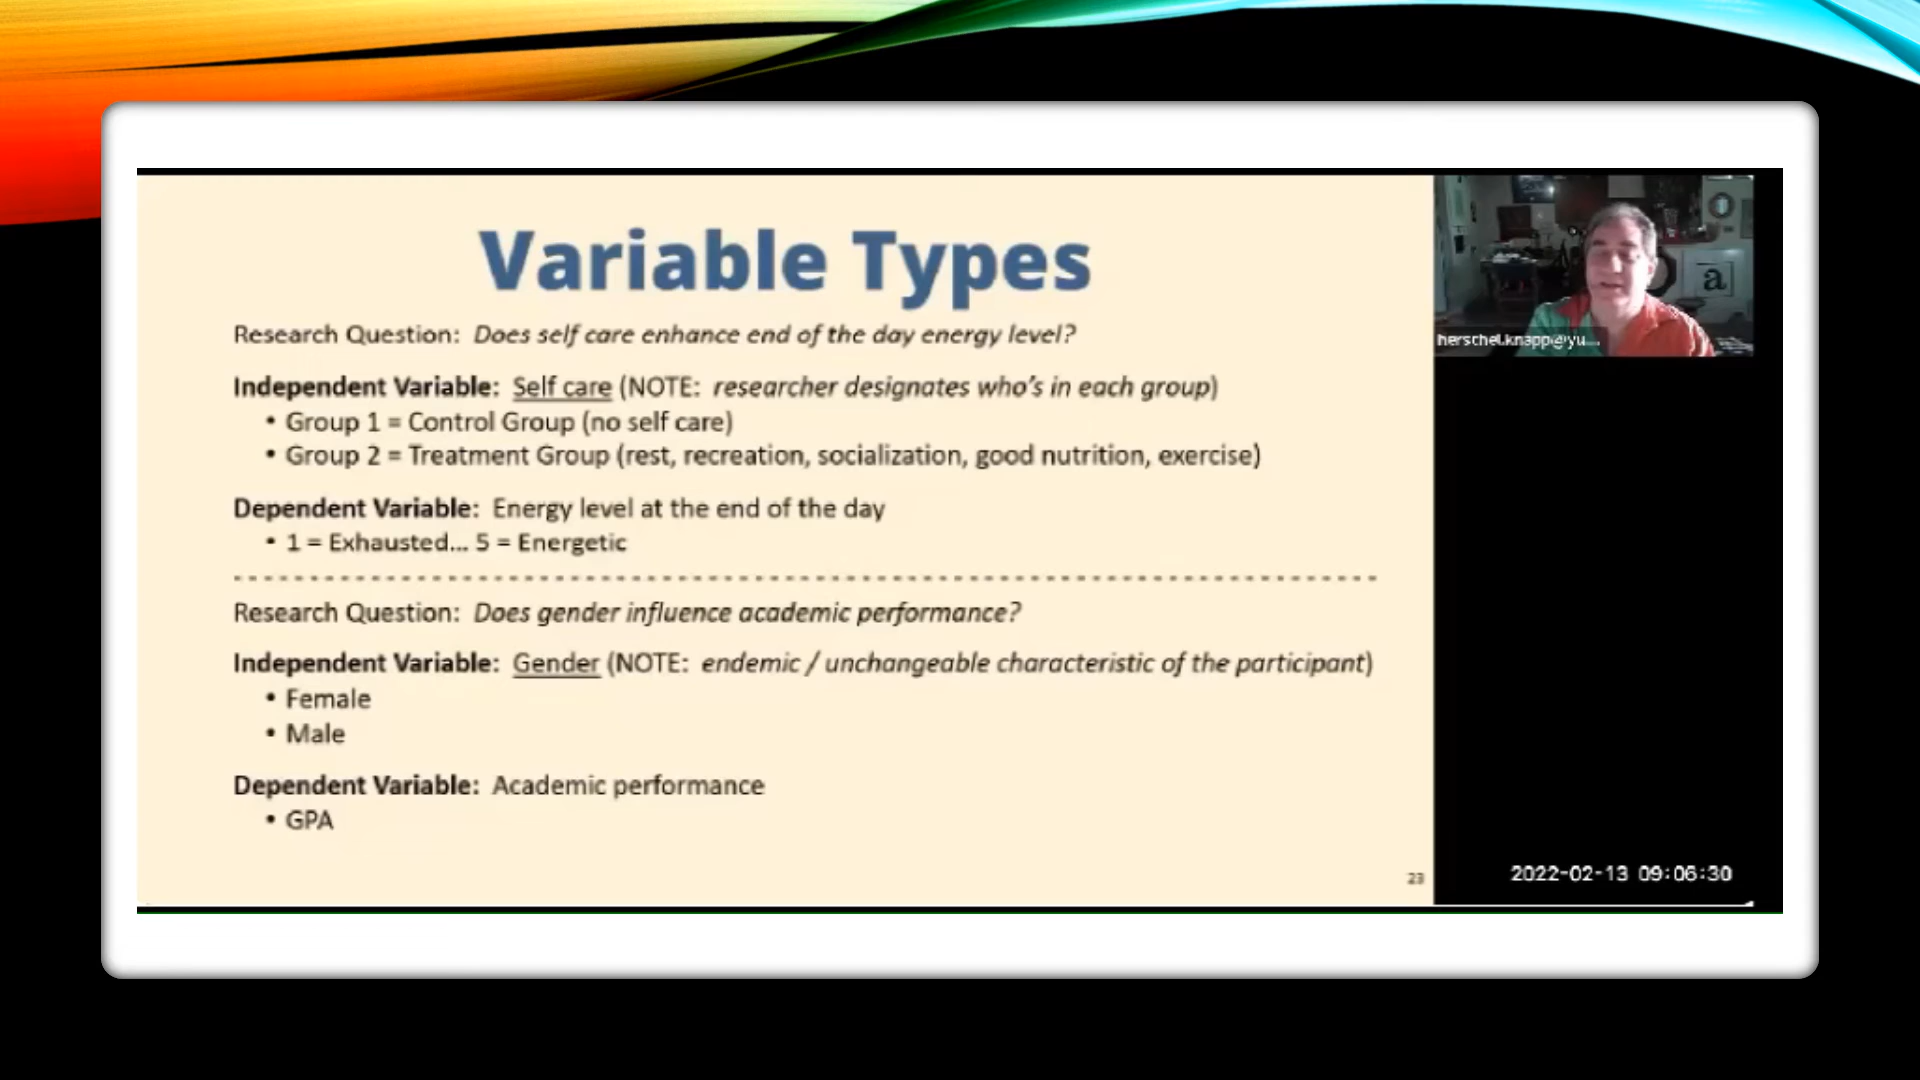 Variable Types
Research Question: Does self care enhance end of the day energy level?
Independent Variable: Self care (NOTE: researcher designates who's in each group)
• Group 1 = Control Group (no self care)
• Group 2 = Treatment Group (rest, recreation, socialization, good nutrition, exercise)
Dependent Variable: Energy level at the end of the day
• 1 = Exhausted... 5 = Energetic
Research Question: Does gender influence academic performance?
Independent Variable: Gender (NOTE: endemic / unchangeable characteristic of the participant)
• Female
• Male
Dependent Variable: Academic performance
• GPA
23
a
herschel.knapp@yu....
2022-02-13 09:06:30